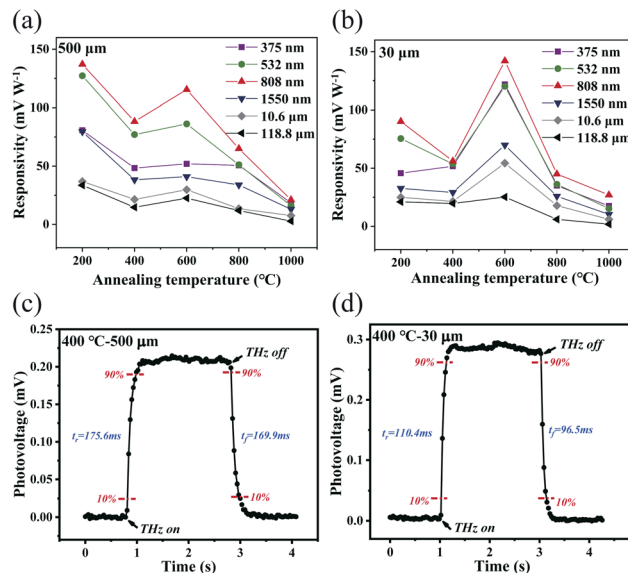 (a)
500 μm
375 nm
532 nm
808 nm
1550 nm
10.6 μm
118.8 μm
Responsivity (mV W⁻¹)
150
100
50
0
200 400 600 800 1000
Annealing temperature (℃)
(b)
30 μm
375 nm
532 nm
808 nm
1550 nm
10.6 μm
118.8 μm
Responsivity (mV W⁻¹)
150
100
50
0
200 400 600 800 1000
Annealing temperature (℃)
(c)
400 ℃-500 μm
THz off
90% 90%
tr=175.6ms tf=169.9ms
10% 10%
THz on
Photovoltage (mV)
0.25
0.20
0.15
0.10
0.05
0.00
0 1 2 3 4
Time (s)
(d)
400 ℃-30 μm
THz off
90% 90%
tr=110.4ms tf=96.5ms
10% 10%
THz on
Photovoltage (mV)
0.3
0.2
0.1
0.0
0 1 2 3 4
Time (s)